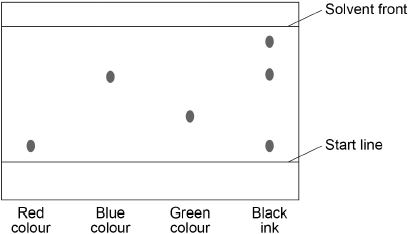 Solvent front
Start line
Red colour
Blue colour
Green colour
Black ink